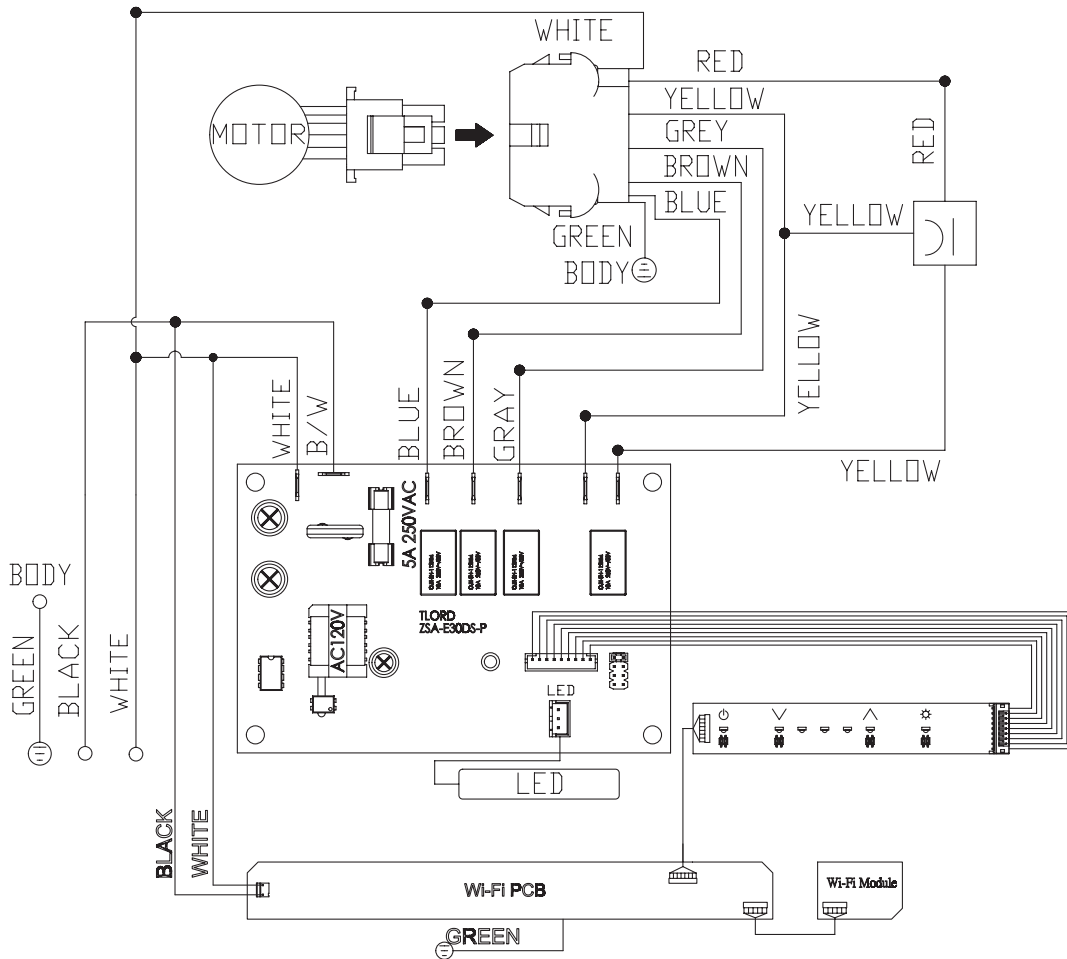 WHITE
RED
YELLOW
GREY
BROWN
BLUE
MOTOR
RED
YELLOW
GREEN
BODY
WHITE
B/W
BLUE
BROWN
GRAY
YELLOW
YELLOW
5A 250VAC
TLORD
ZSA-E30DS-P
AC120V
BODY
GREEN
BLACK
WHITE
LED
LED
BLACK
WHITE
Wi-Fi PCB
Wi-Fi Module
GREEN